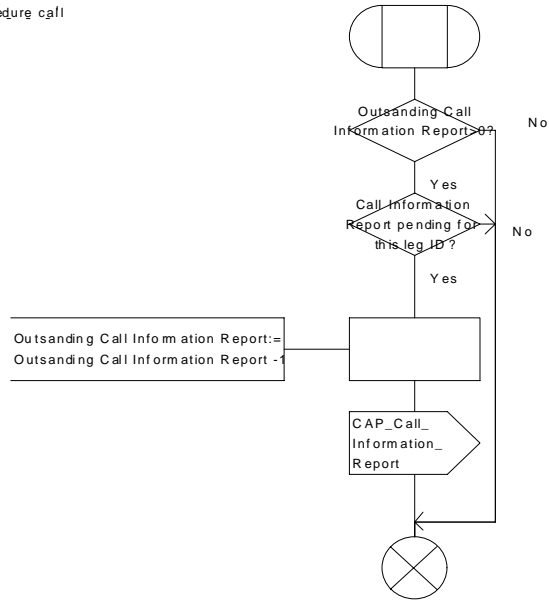 edure call
Outsanding Call
Information Report>0?
No
Yes
Call Information
Report pending for
this leg ID?
No
Yes
Outsanding Call Information Report:=
Outsanding Call Information Report -1
CAP_Call_
Information_
Report